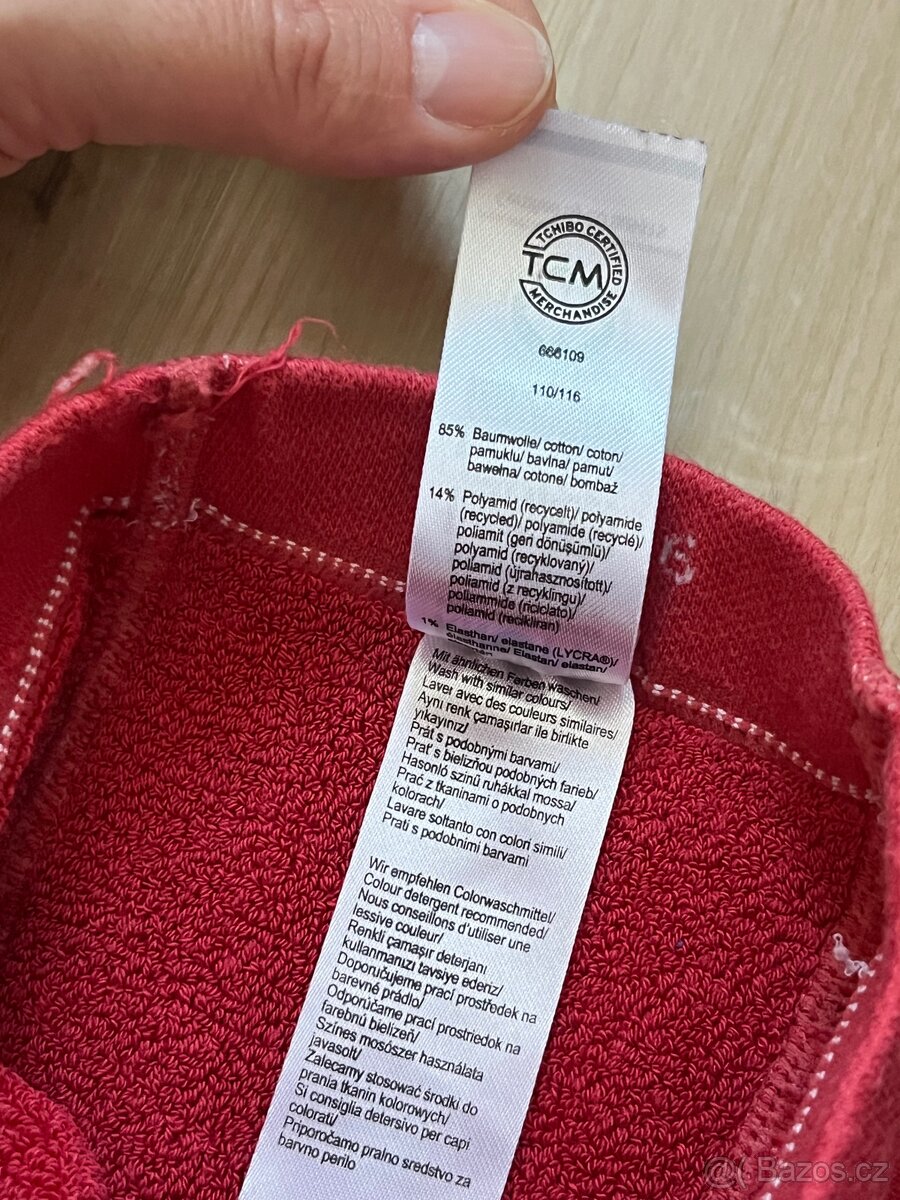 TCHIBO CERTIFIED
TCM
MERCHANDISE
666109
110/116
85% Baumwolle/ cotton/ coton/
pamuklu/ bavlna/ pamut/
bawełna/ cotone/ bombaž
14% Polyamid (recycelt)/ polyamide
(recycled)/ polyamide (recyclé)/
poliamit (geri dönüşümlü)/
polyamid (recyklovaný)/
poliamid (újrahasznosított)/
poliamid (z recyklingu)/
poliammide (riciclato)/
poliamid (recikliran)
1% Elasthan/ elastane (LYCRA®)/
élasthanne/ Elastan/ elastan/
Mit ähnlichen Farben waschen/
Wash with similar colours/
Laver avec des couleurs similaires/
Aynı renk çamaşırlar ile birlikte
yıkayınız/
Prát s podobnými barvami/
Prať s bielizňou podobných farieb/
Hasonló színű ruhákkal mossa/
Prać z tkaninami o podobnych
kolorach/
Lavare soltanto con colori simili/
Prati s podobnimi barvami
Wir empfehlen Colorwaschmittel/
Colour detergent recommended/
Nous conseillons d'utiliser une
lessive couleur/
Renkli çamaşır deterjanı
kullanmanızı tavsiye ederiz/
Doporučujeme prací prostředek na
barevné prádlo/
Odporúčame prací prostriedok na
farebnú bielizeň/
Színes mosószer használata
javasolt/
Zalecamy stosować środki do
prania tkanin kolorowych/
Si consiglia detersivo per capi
colorati/
Priporočamo pralno sredstvo za
barvno perilo
Bazos.cz